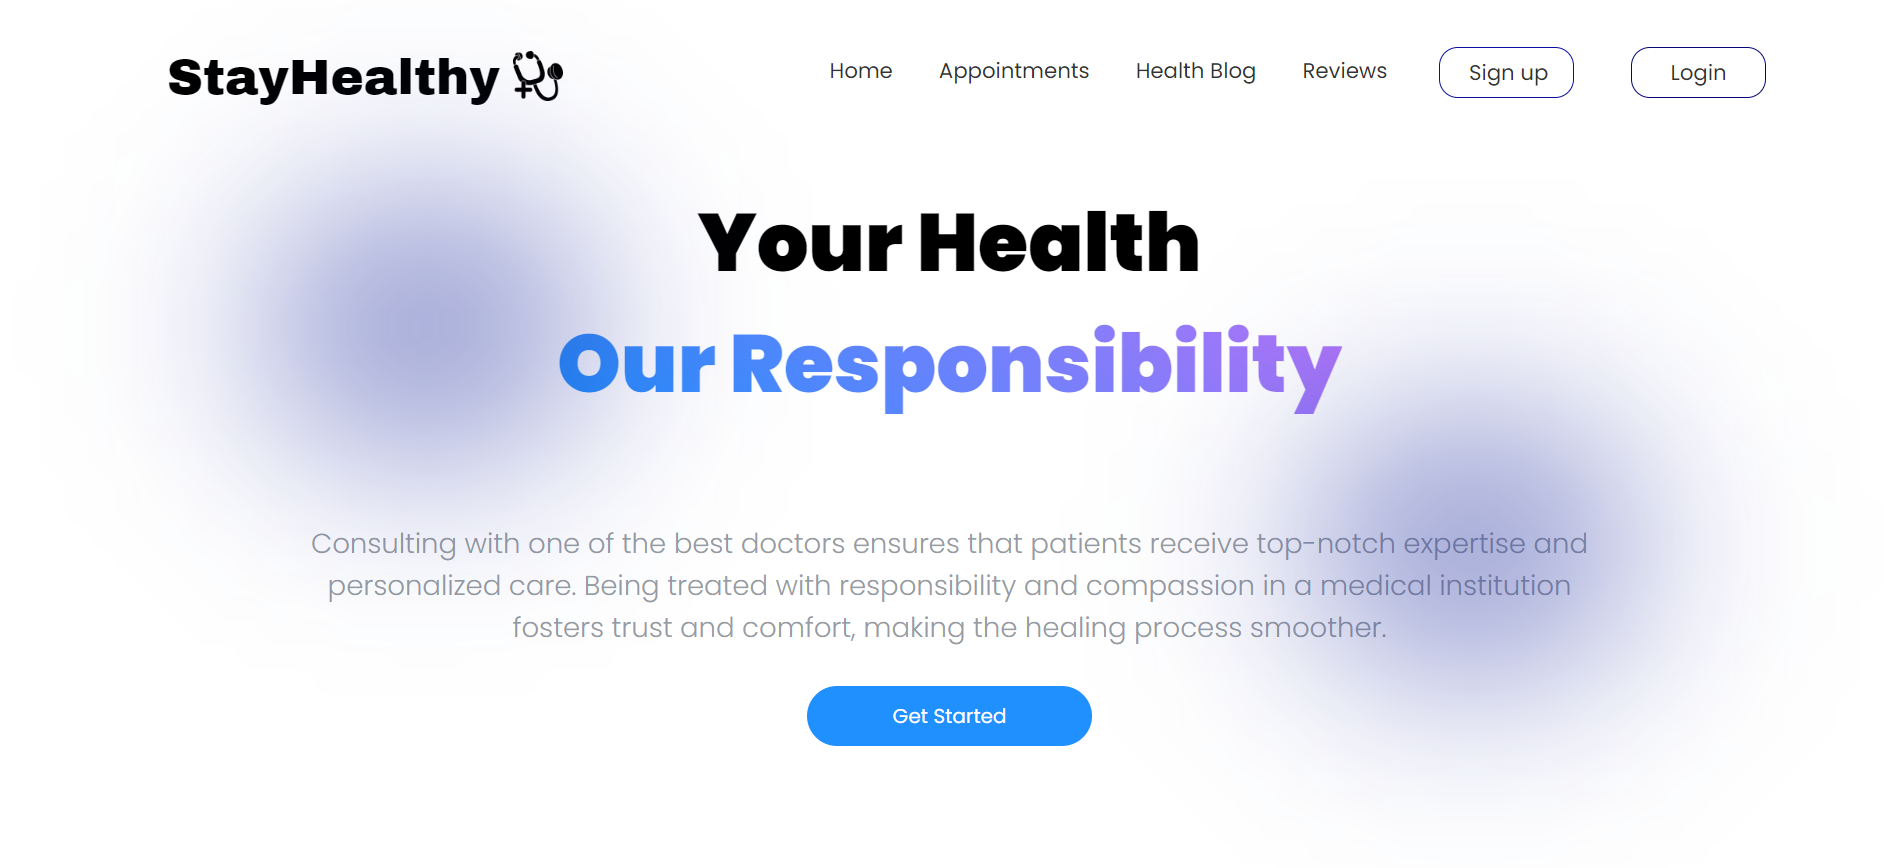 StayHealthy
Home Appointments Health Blog Reviews Sign up Login
Your Health
Our Responsibility
Consulting with one of the best doctors ensures that patients receive top-notch expertise and
personalized care. Being treated with responsibility and compassion in a medical institution
fosters trust and comfort, making the healing process smoother.
Get Started